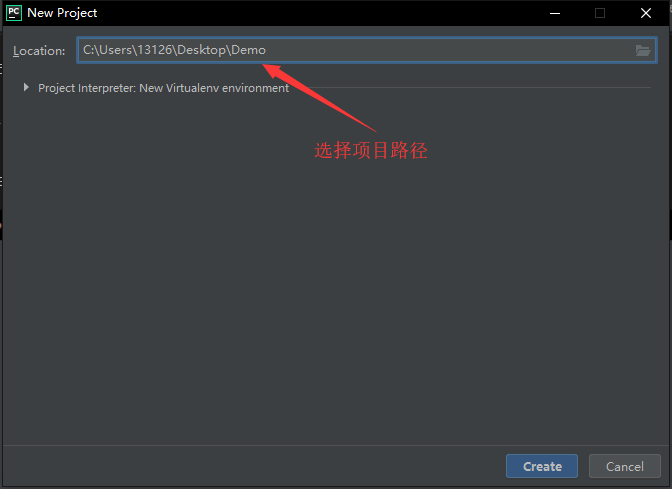 PC New Project
Location: C:\Users\13126\Desktop\Demo
Project Interpreter: New Virtualenv environment
选择项目路径
Create Cancel